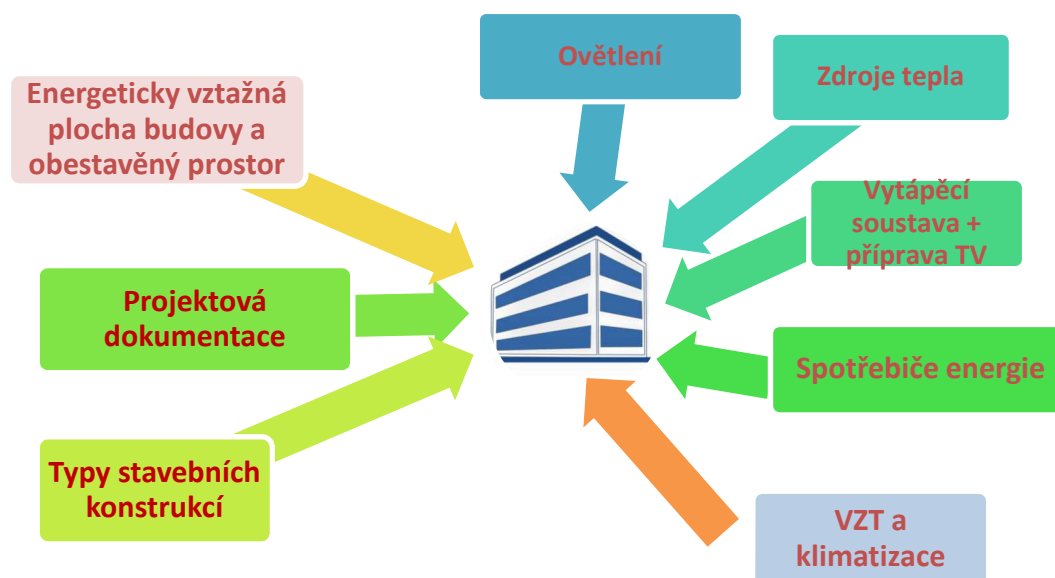 Ovětlení
Zdroje tepla
Energeticky vztažná
plocha budovy a
obestavěný prostor
Vytápěcí
soustava +
příprava TV
Projektová
dokumentace
Spotřebiče energie
Typy stavebních
konstrukcí
VZT a
klimatizace